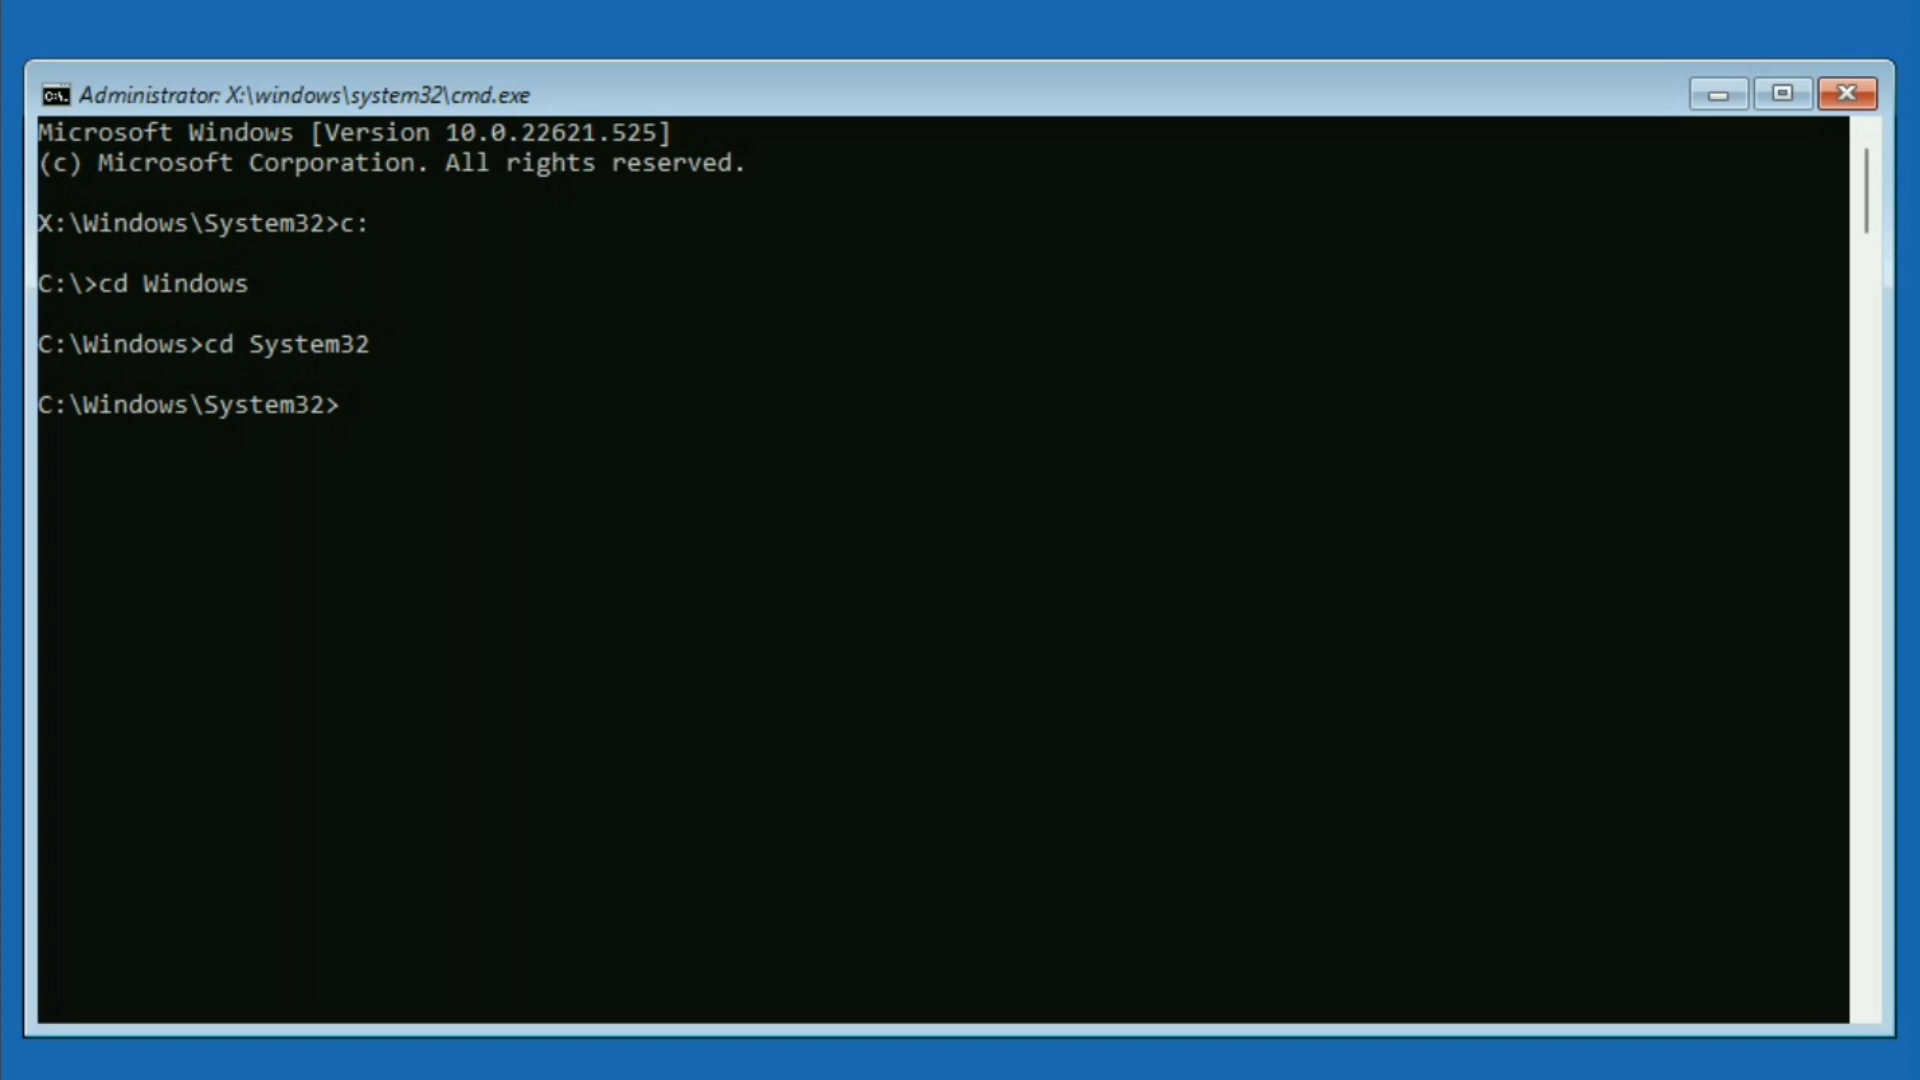 Administrator: X:\windows\system32\cmd.exe
Microsoft Windows [Version 10.0.22621.525]
(c) Microsoft Corporation. All rights reserved.
X:\Windows\System32>c:
C:\>cd Windows
C:\Windows>cd System32
C:\Windows\System32>